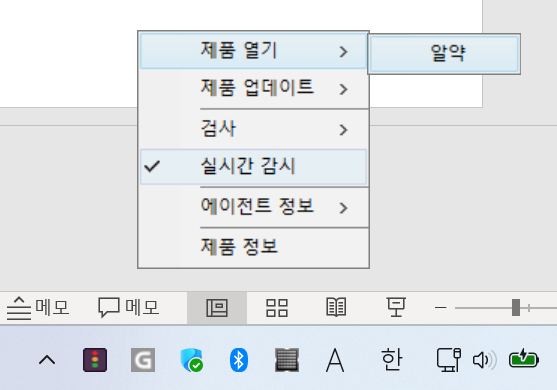 제품 열기
알약
제품 업데이트
검사
실시간 감시
에이전트 정보
제품 정보
메모 메모
G A 한